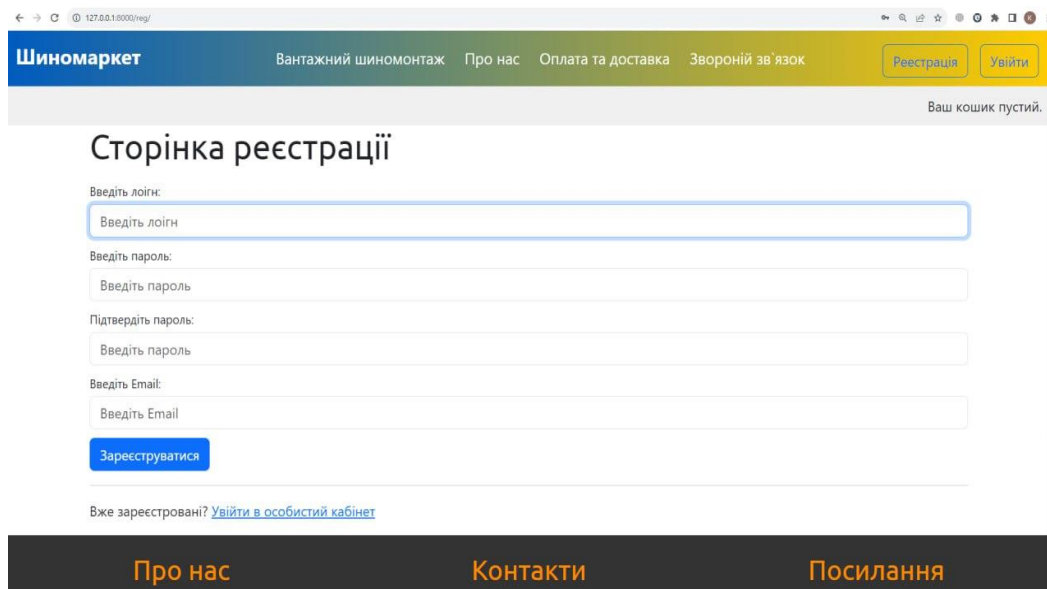 127.0.0.1:8000/reg/
Шиномаркет Вантажний шиномонтаж Про нас Оплата та доставка Звороній зв`язок Реестрація Увійти
Ваш кошик пустий.
Сторінка реєстрації
Введіть лоігн:
Введіть лоігн
Введіть пароль:
Введіть пароль
Підтвердіть пароль:
Введіть пароль
Введіть Email:
Введіть Email
Зареєструватися
Вже зареєстровані? Увійти в особистий кабінет
Про нас Контакти Посилання